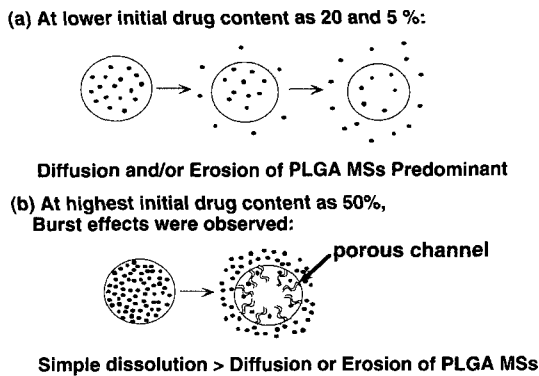 (a) At lower initial drug content as 20 and 5 %:
Diffusion and/or Erosion of PLGA MSs Predominant
(b) At highest initial drug content as 50%,
Burst effects were observed:
porous channel
Simple dissolution > Diffusion or Erosion of PLGA MSs